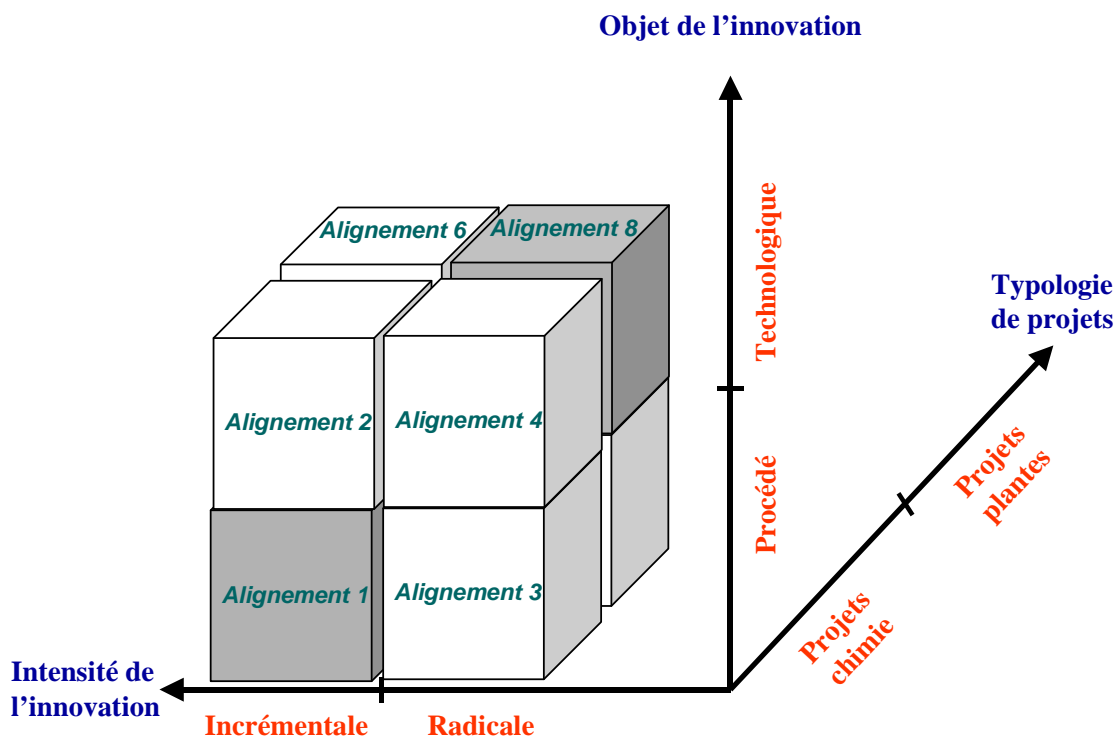 Objet de l’innovation
Alignement 6
Alignement 8
Technologique
Typologie
de projets
Alignement 2
Alignement 4
Procédé
Projets
plantes
Alignement 1
Alignement 3
Projets
chimie
Intensité de
l’innovation
Incrémentale
Radicale